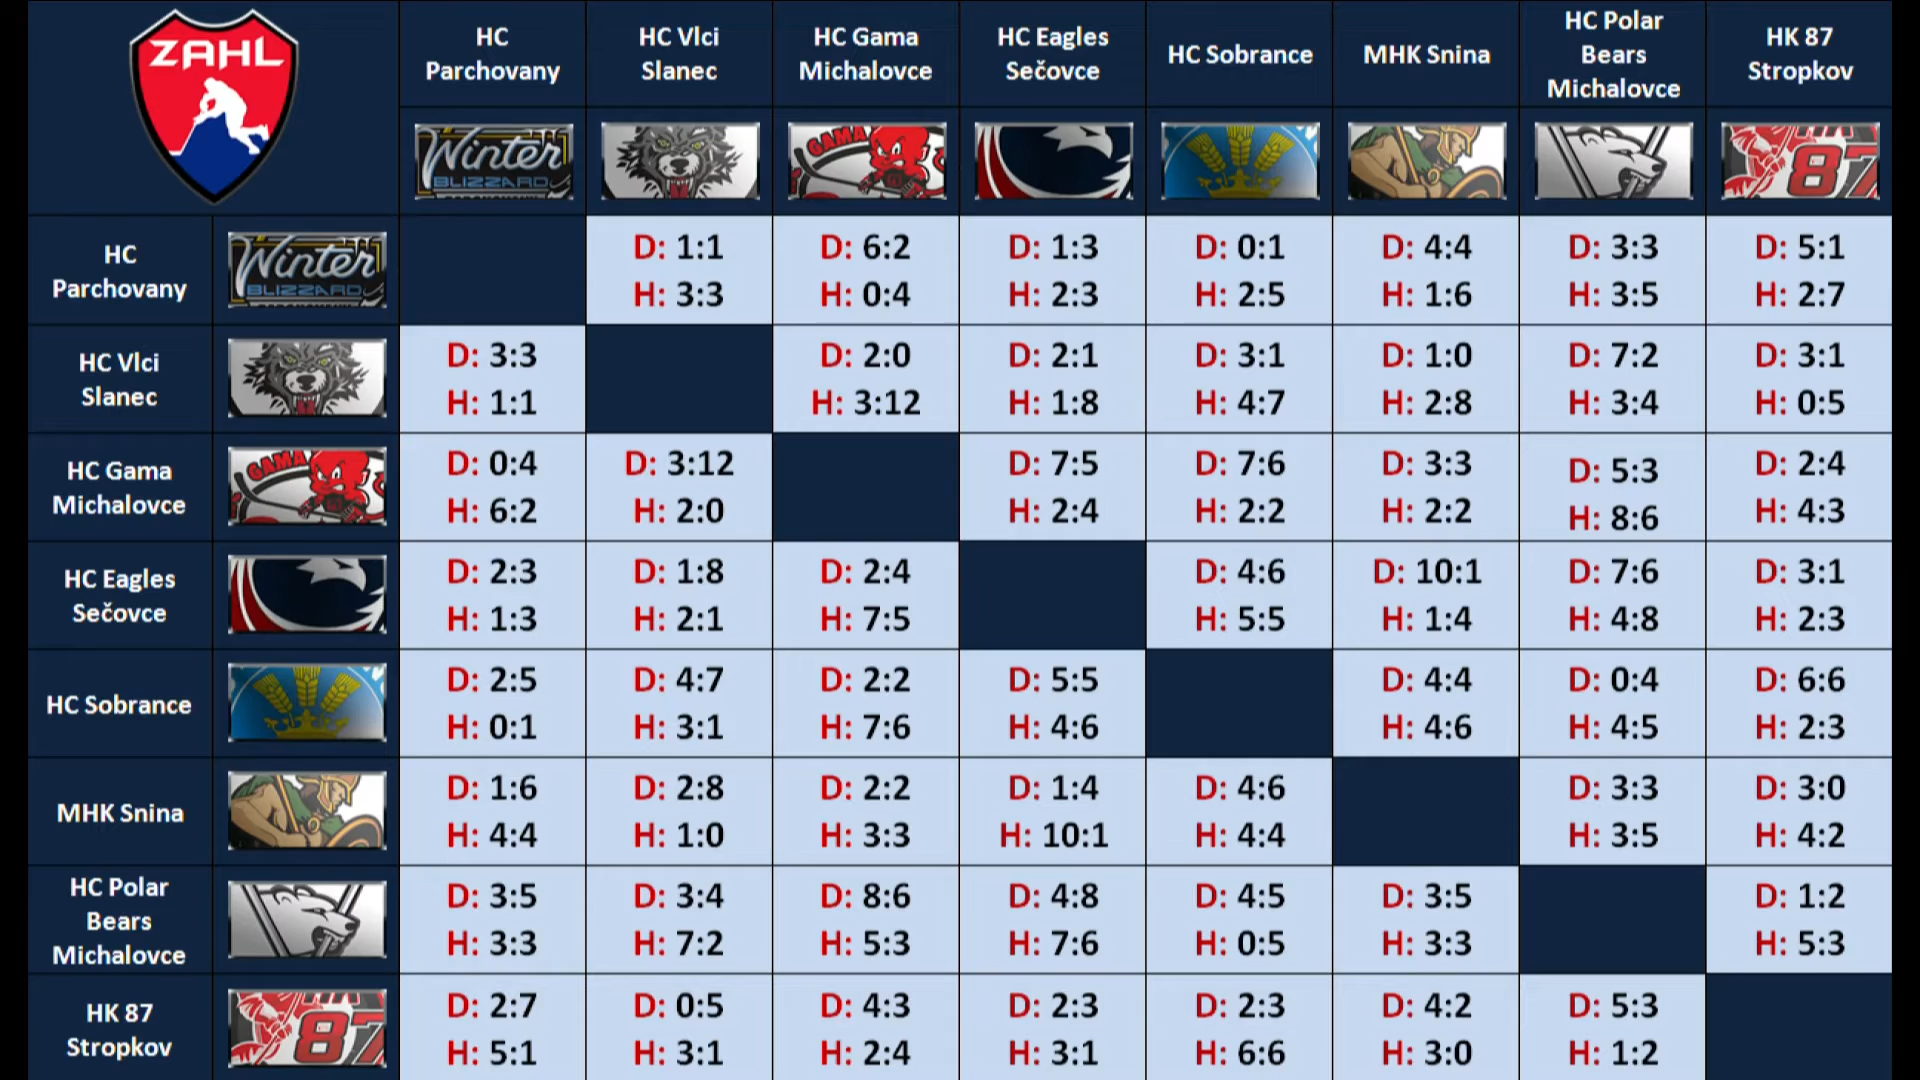 ZAHL
HC
Parchovany
HC Vlci
Slanec
HC Gama
Michalovce
HC Eagles
Sečovce
HC Sobrance
MHK Snina
HC Polar
Bears
Michalovce
HK 87
Stropkov
Winter
BLIZZARD
GAMA
87
HC
Parchovany
Winter
BLIZZARD
D: 1:1
H: 3:3
D: 6:2
H: 0:4
D: 1:3
H: 2:3
D: 0:1
H: 2:5
D: 4:4
H: 1:6
D: 3:3
H: 3:5
D: 5:1
H: 2:7
HC Vlci
Slanec
D: 3:3
H: 1:1
D: 2:0
H: 3:12
D: 2:1
H: 1:8
D: 3:1
H: 4:7
D: 1:0
H: 2:8
D: 7:2
H: 3:4
D: 3:1
H: 0:5
HC Gama
Michalovce
GAMA
D: 0:4
H: 6:2
D: 3:12
H: 2:0
D: 7:5
H: 2:4
D: 7:6
H: 2:2
D: 3:3
H: 2:2
D: 5:3
H: 8:6
D: 2:4
H: 4:3
HC Eagles
Sečovce
D: 2:3
H: 1:3
D: 1:8
H: 2:1
D: 2:4
H: 7:5
D: 4:6
H: 5:5
D: 10:1
H: 1:4
D: 7:6
H: 4:8
D: 3:1
H: 2:3
HC Sobrance
D: 2:5
H: 0:1
D: 4:7
H: 3:1
D: 2:2
H: 7:6
D: 5:5
H: 4:6
D: 4:4
H: 4:6
D: 0:4
H: 4:5
D: 6:6
H: 2:3
MHK Snina
D: 1:6
H: 4:4
D: 2:8
H: 1:0
D: 2:2
H: 3:3
D: 1:4
H: 10:1
D: 4:6
H: 4:4
D: 3:3
H: 3:5
D: 3:0
H: 4:2
HC Polar
Bears
Michalovce
D: 3:5
H: 3:3
D: 3:4
H: 7:2
D: 8:6
H: 5:3
D: 4:8
H: 7:6
D: 4:5
H: 0:5
D: 3:5
H: 3:3
D: 1:2
H: 5:3
HK 87
Stropkov
87
D: 2:7
H: 5:1
D: 0:5
H: 3:1
D: 4:3
H: 2:4
D: 2:3
H: 3:1
D: 2:3
H: 6:6
D: 4:2
H: 3:0
D: 5:3
H: 1:2